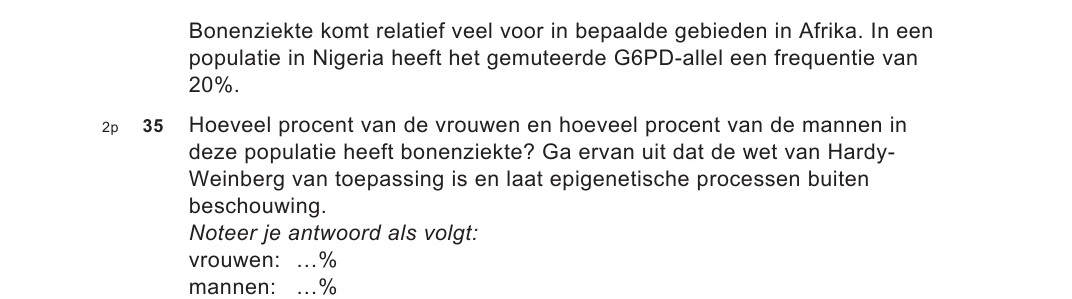 Bonenziekte komt relatief veel voor in bepaalde gebieden in Afrika. In een
populatie in Nigeria heeft het gemuteerde G6PD-allel een frequentie van
20%.
2p 35 Hoeveel procent van de vrouwen en hoeveel procent van de mannen in
deze populatie heeft bonenziekte? Ga ervan uit dat de wet van Hardy-
Weinberg van toepassing is en laat epigenetische processen buiten
beschouwing.
Noteer je antwoord als volgt:
vrouwen: …%
mannen: …%